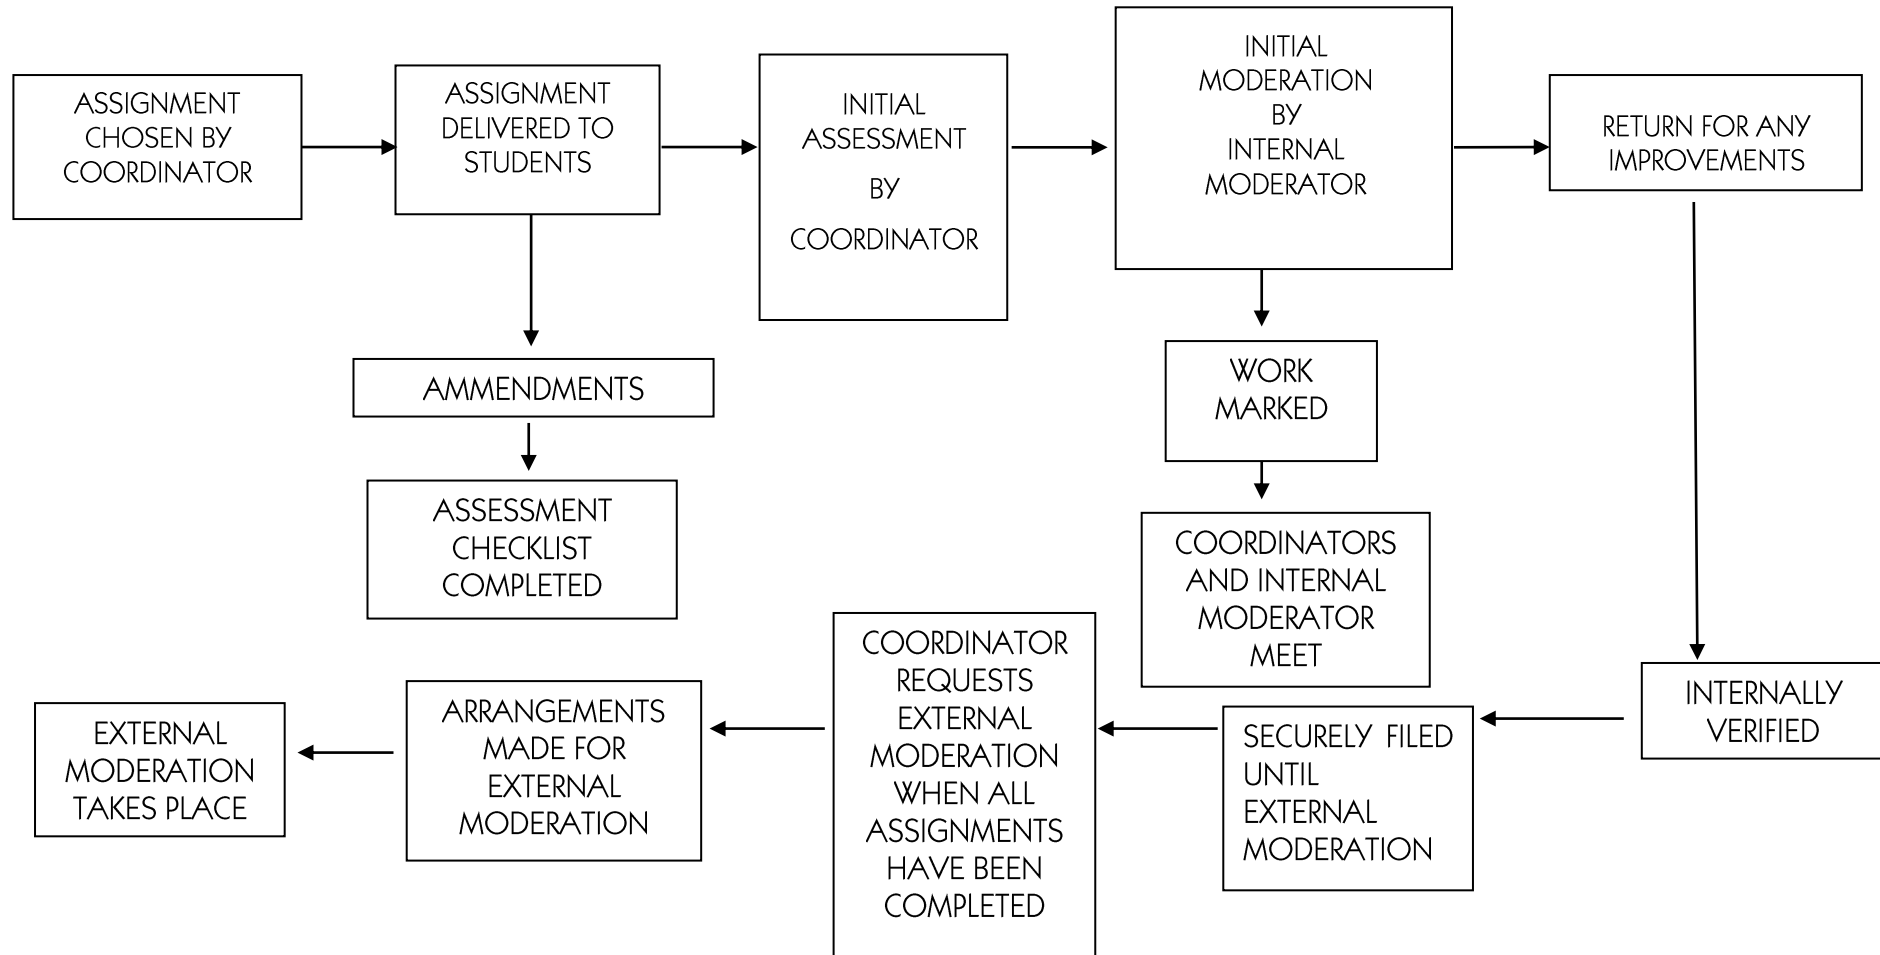 ASSIGNMENT
CHOSEN BY
COORDINATOR
ASSIGNMENT
DELIVERED TO
STUDENTS
INITIAL
ASSESSMENT
BY
COORDINATOR
INITIAL
MODERATION
BY
INTERNAL
MODERATOR
RETURN FOR ANY
IMPROVEMENTS
AMMENDMENTS
ASSESSMENT
CHECKLIST
COMPLETED
WORK
MARKED
COORDINATORS
AND INTERNAL
MODERATOR
MEET
INTERNALLY
VERIFIED
SECURELY FILED
UNTIL
EXTERNAL
MODERATION
COORDINATOR
REQUESTS
EXTERNAL
MODERATION
WHEN ALL
ASSIGNMENTS
HAVE BEEN
COMPLETED
ARRANGEMENTS
MADE FOR
EXTERNAL
MODERATION
EXTERNAL
MODERATION
TAKES PLACE